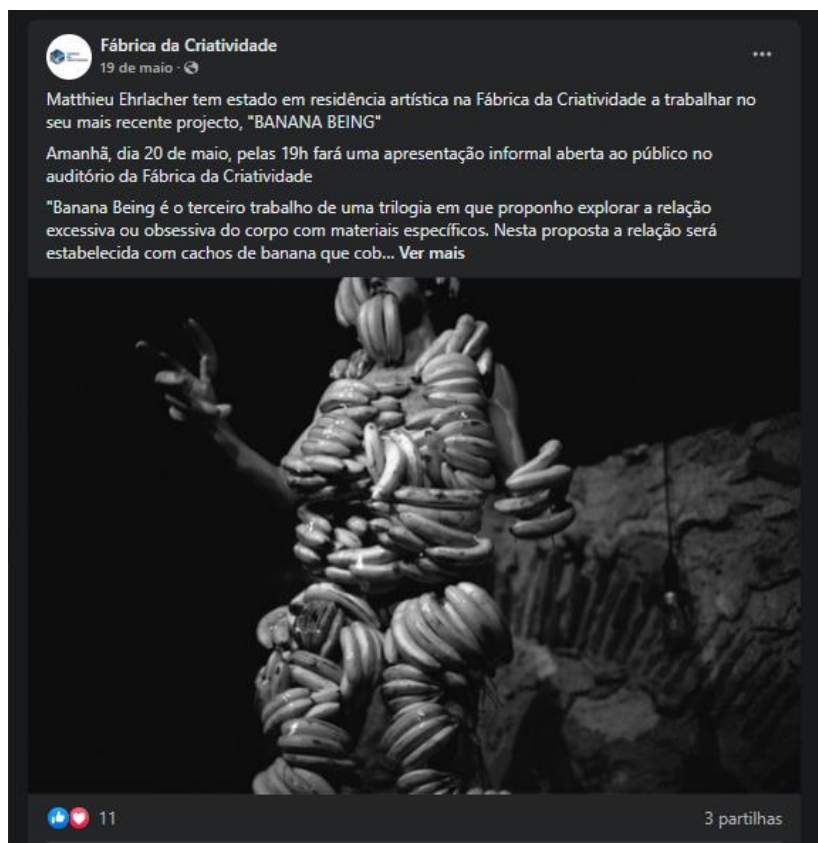 Fábrica da Criatividade
19 de maio ·
Matthieu Ehrlacher tem estado em residência artística na Fábrica da Criatividade a trabalhar no
seu mais recente projecto, "BANANA BEING"
Amanhã, dia 20 de maio, pelas 19h fará uma apresentação informal aberta ao público no
auditório da Fábrica da Criatividade
"Banana Being é o terceiro trabalho de uma trilogia em que proponho explorar a relação
excessiva ou obsessiva do corpo com materiais específicos. Nesta proposta a relação será
estabelecida com cachos de banana que cob... Ver mais
11
3 partilhas